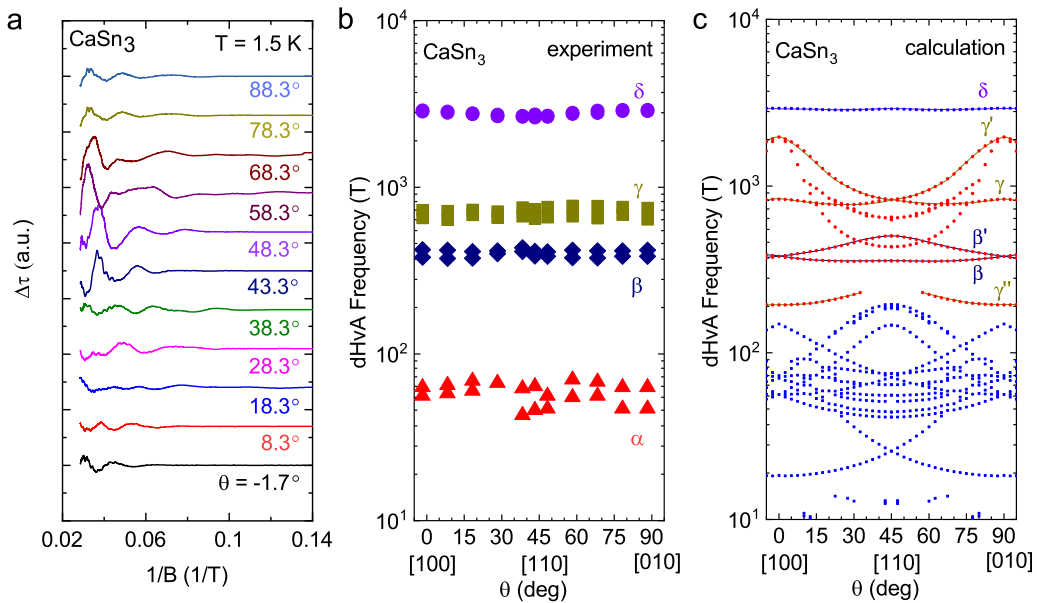 a
CaSn3
T = 1.5 K
88.3°
78.3°
68.3°
58.3°
48.3°
43.3°
38.3°
28.3°
18.3°
8.3°
θ = -1.7°
Δτ (a.u.)
0.02 0.06 0.1 0.14
1/B (1/T)
b
CaSn3 experiment
δ
γ
β
α
10^4
10^3
10^2
10^1
dHvA Frequency (T)
0 15 30 45 60 75 90
[100] [110] [010]
θ (deg)
c
CaSn3 calculation
δ
γ'
γ
β'
β
γ''
10^4
10^3
10^2
10^1
dHvA Frequency (T)
0 15 30 45 60 75 90
[100] [110] [010]
θ (deg)